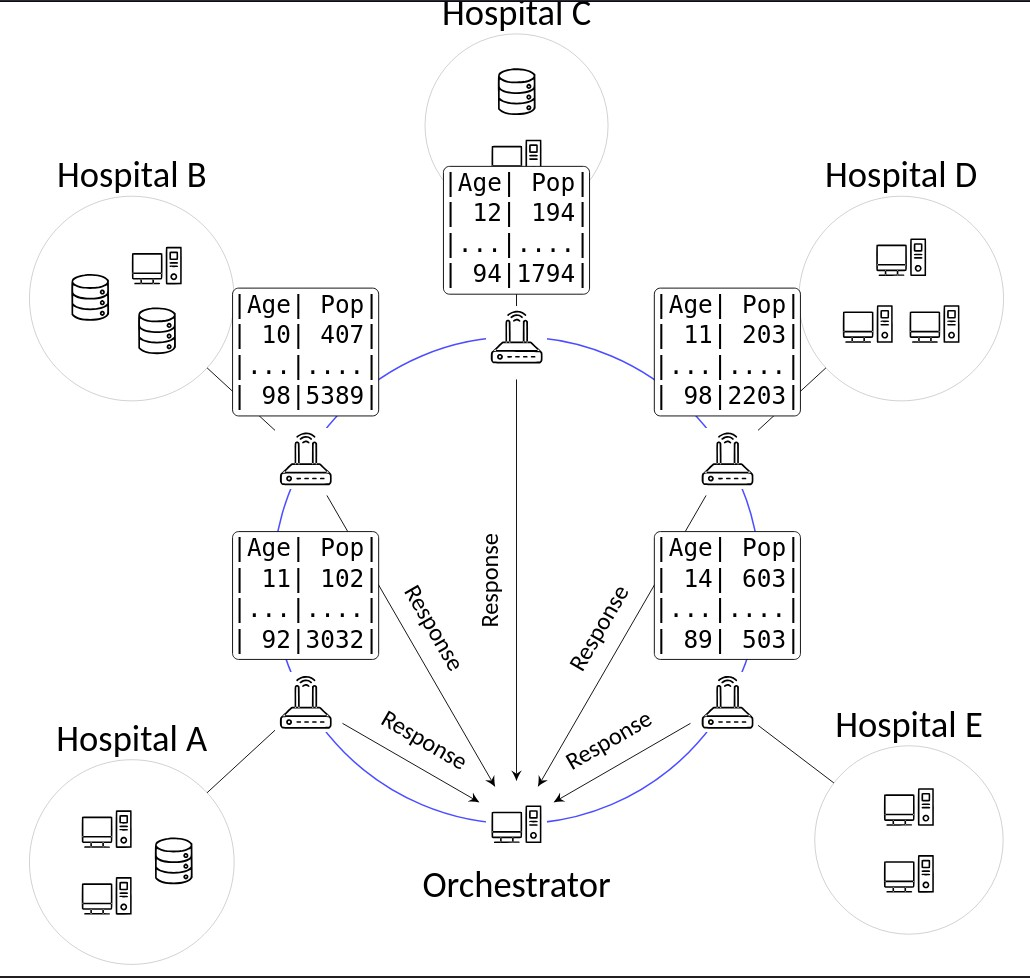 Hospital C
Hospital B
Hospital D
|Age| Pop|
| 12| 194|
|...|....|
| 94|1794|
|Age| Pop|
| 10| 407|
|...|....|
| 98|5389|
|Age| Pop|
| 11| 203|
|...|....|
| 98|2203|
|Age| Pop|
| 11| 102|
|...|....|
| 92|3032|
|Age| Pop|
| 14| 603|
|...|....|
| 89| 503|
Response
Response
Response
Response
Response
Hospital A
Hospital E
Orchestrator